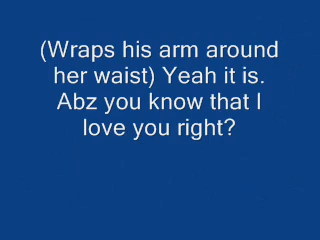 (Wraps his arm around
her waist) Yeah it is.
Abz you know that I
love you right?